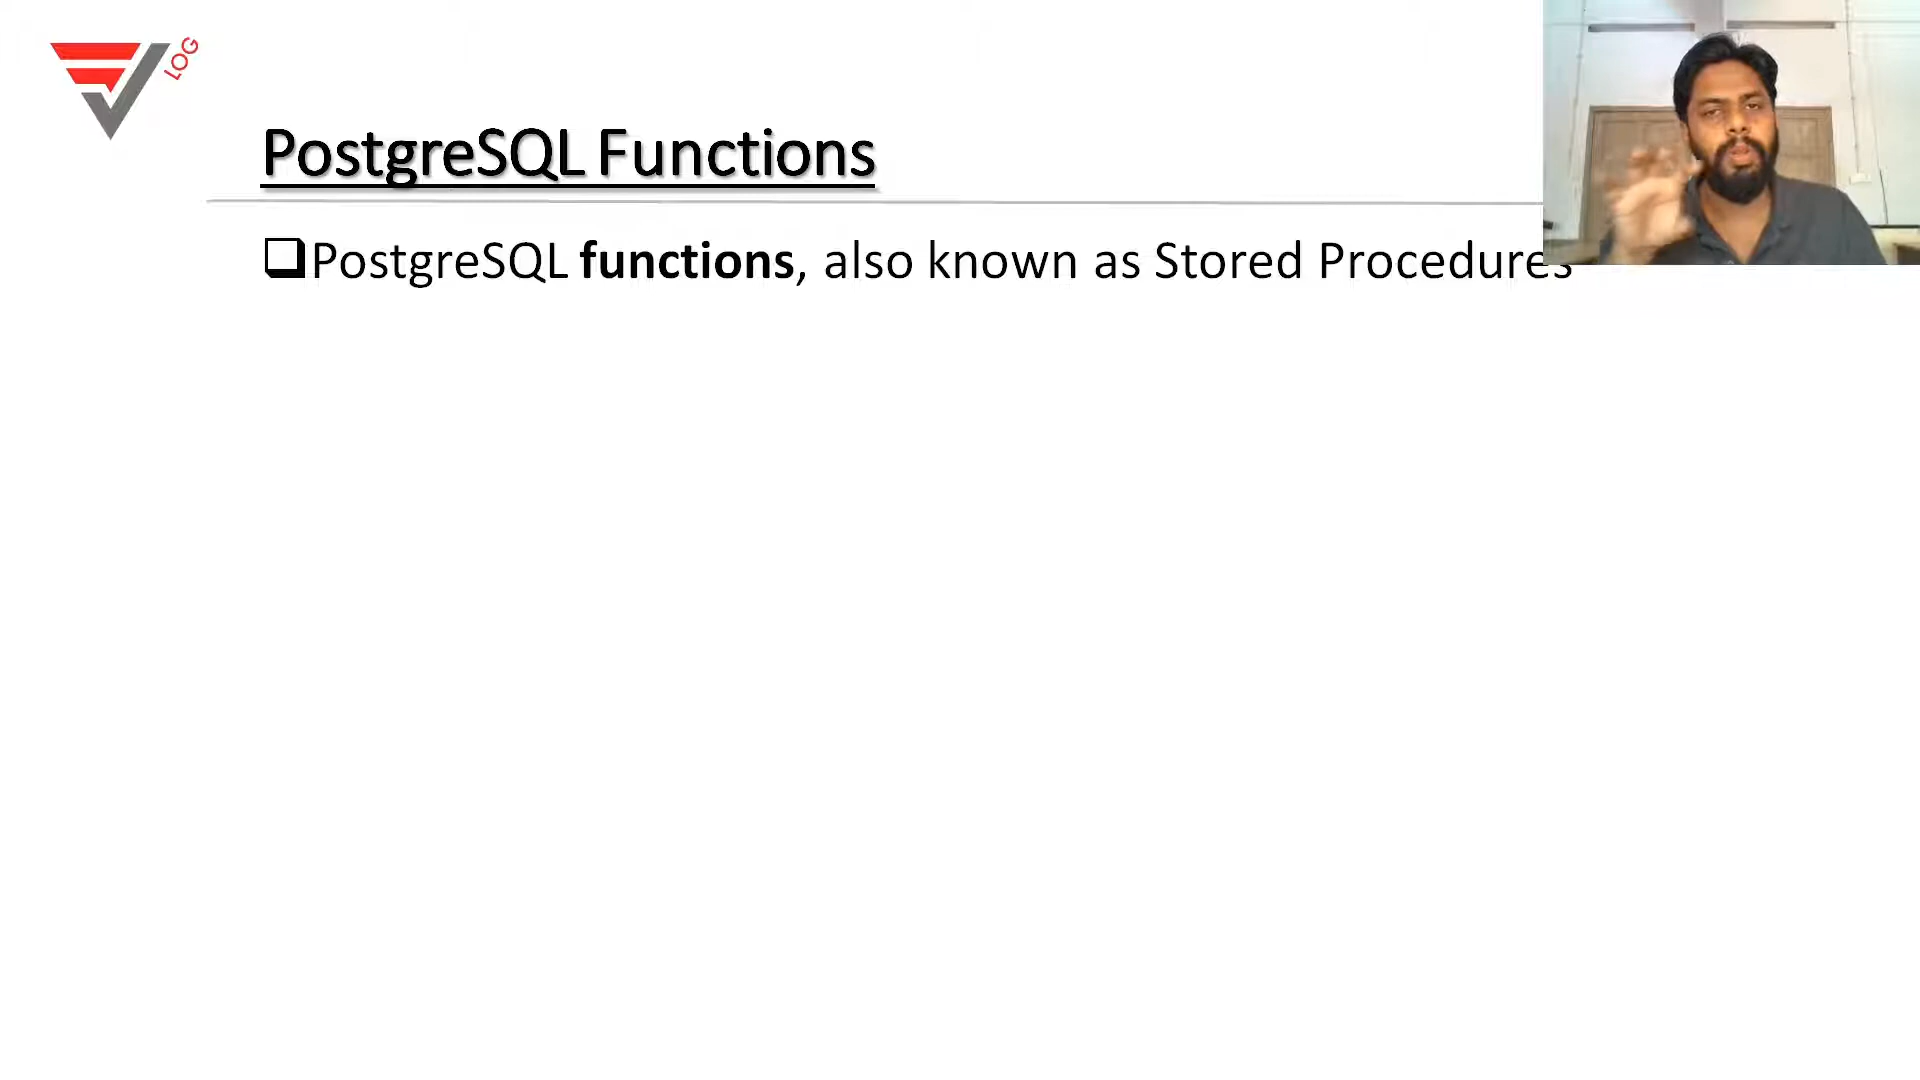 LOG
PostgreSQL Functions
PostgreSQL functions, also known as Stored Procedures